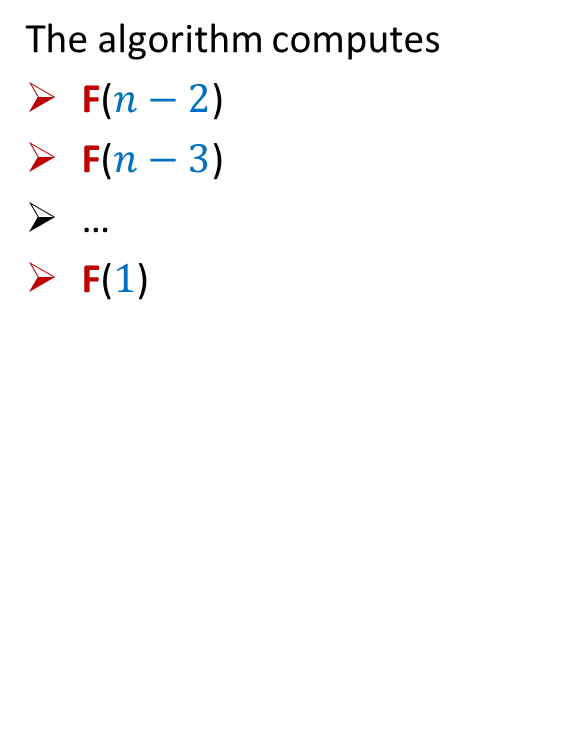 The algorithm computes
➢ F(n − 2)
➢ F(n − 3)
➢ ...
➢ F(1)